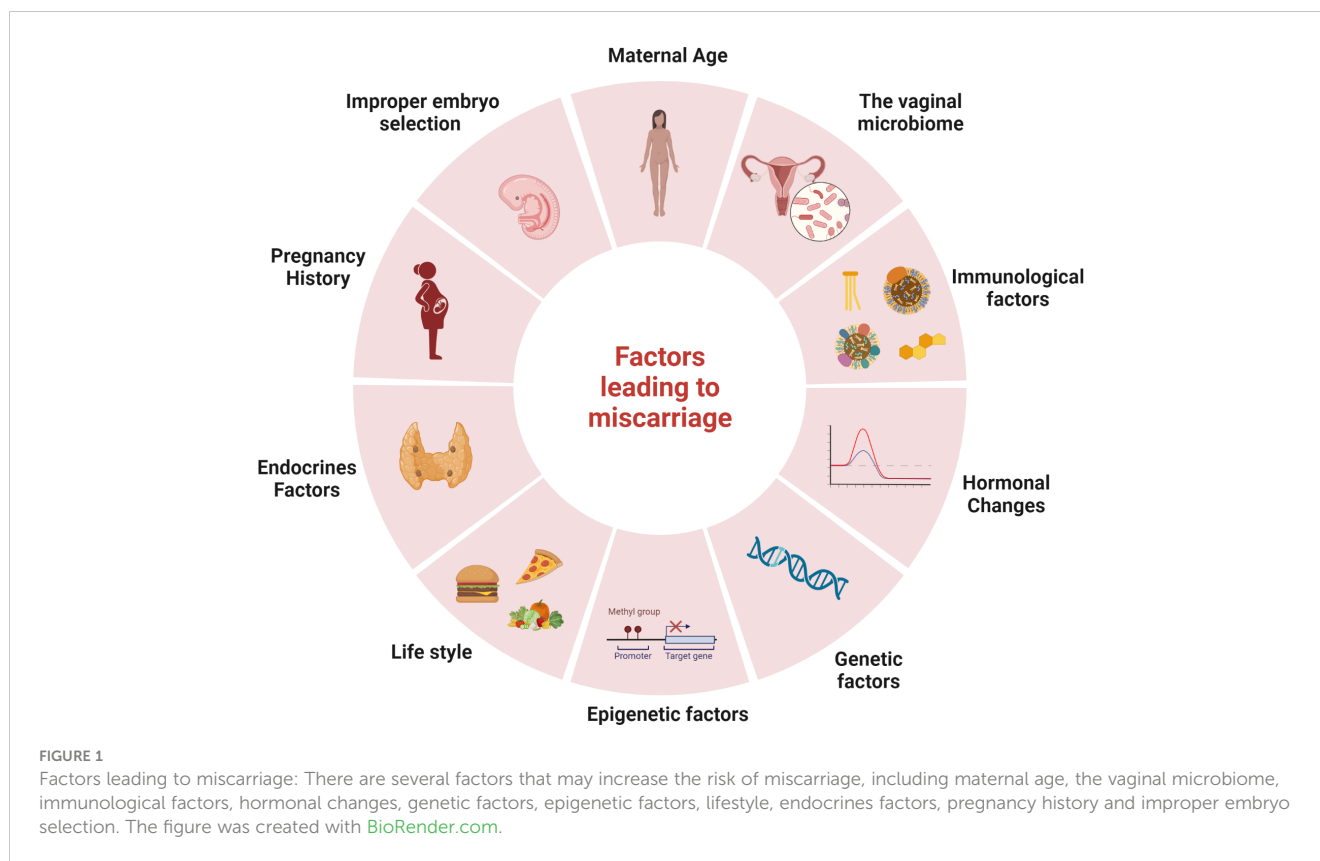 Maternal Age
The vaginal
microbiome
Immunological
factors
Hormonal
Changes
Genetic
factors
Epigenetic factors
Life style
Endocrines
Factors
Pregnancy
History
Improper embryo
selection
Factors
leading to
miscarriage
Methyl group
Promoter
Target gene
FIGURE 1
Factors leading to miscarriage: There are several factors that may increase the risk of miscarriage, including maternal age, the vaginal microbiome,
immunological factors, hormonal changes, genetic factors, epigenetic factors, lifestyle, endocrines factors, pregnancy history and improper embryo
selection. The figure was created with BioRender.com.